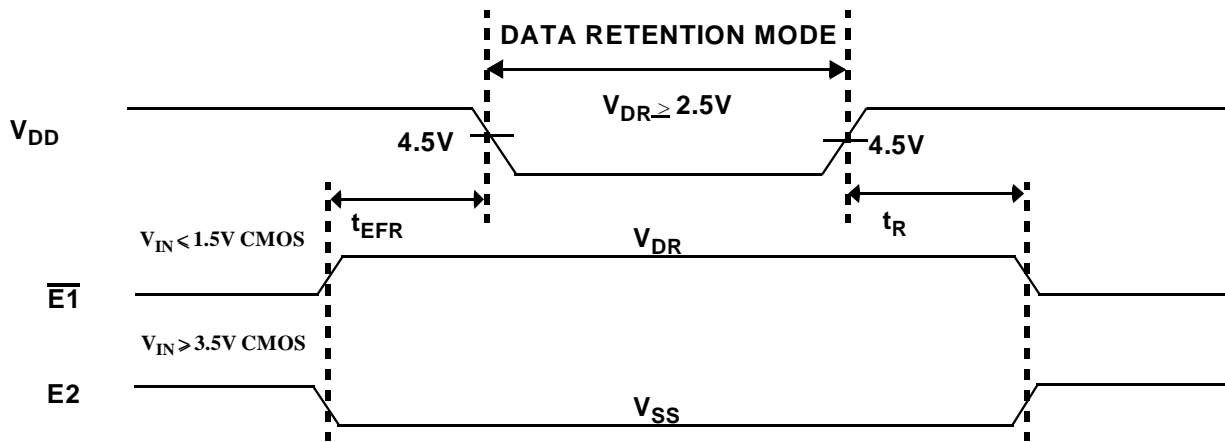 DATA RETENTION MODE
V_DR ≥ 2.5V
V_DD
4.5V
4.5V
t_EFR
t_R
V_IN ⩽ 1.5V CMOS
V_DR
E̅1̅
V_IN ⩾ 3.5V CMOS
E2
V_SS